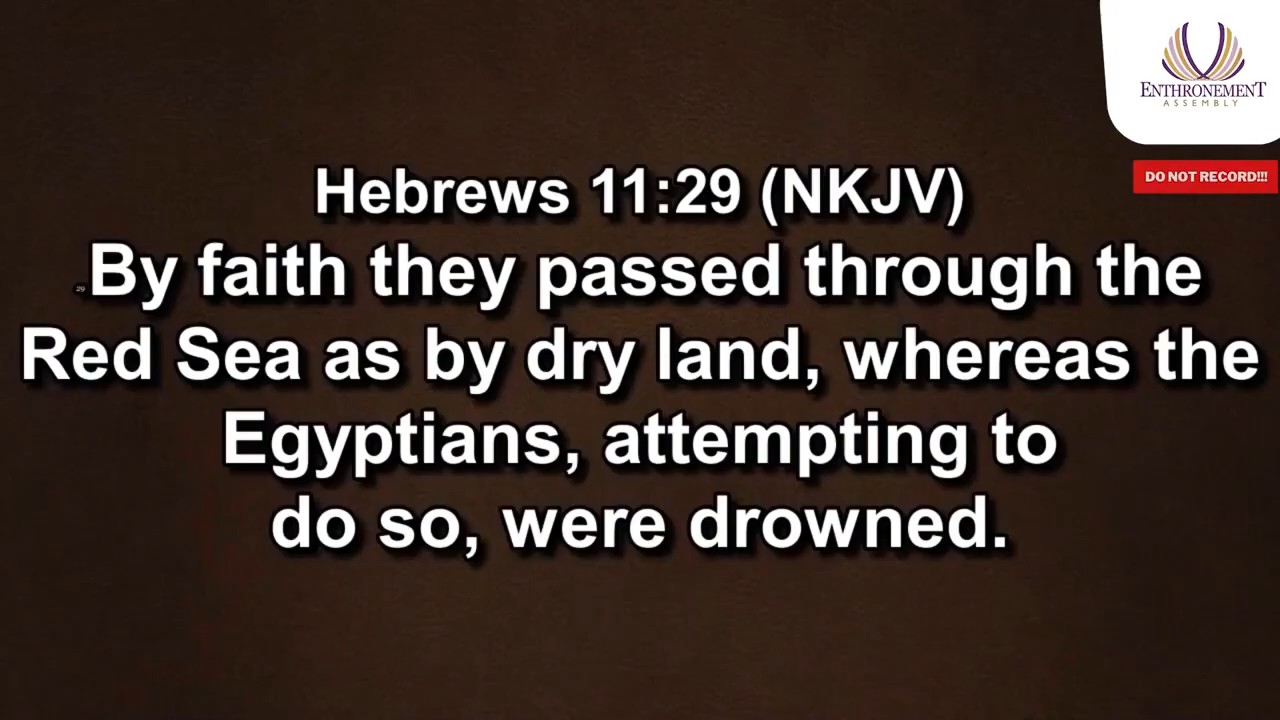 ENTHRONEMENT
ASSEMBLY
DO NOT RECORD!!!
Hebrews 11:29 (NKJV)
29 By faith they passed through the
Red Sea as by dry land, whereas the
Egyptians, attempting to
do so, were drowned.